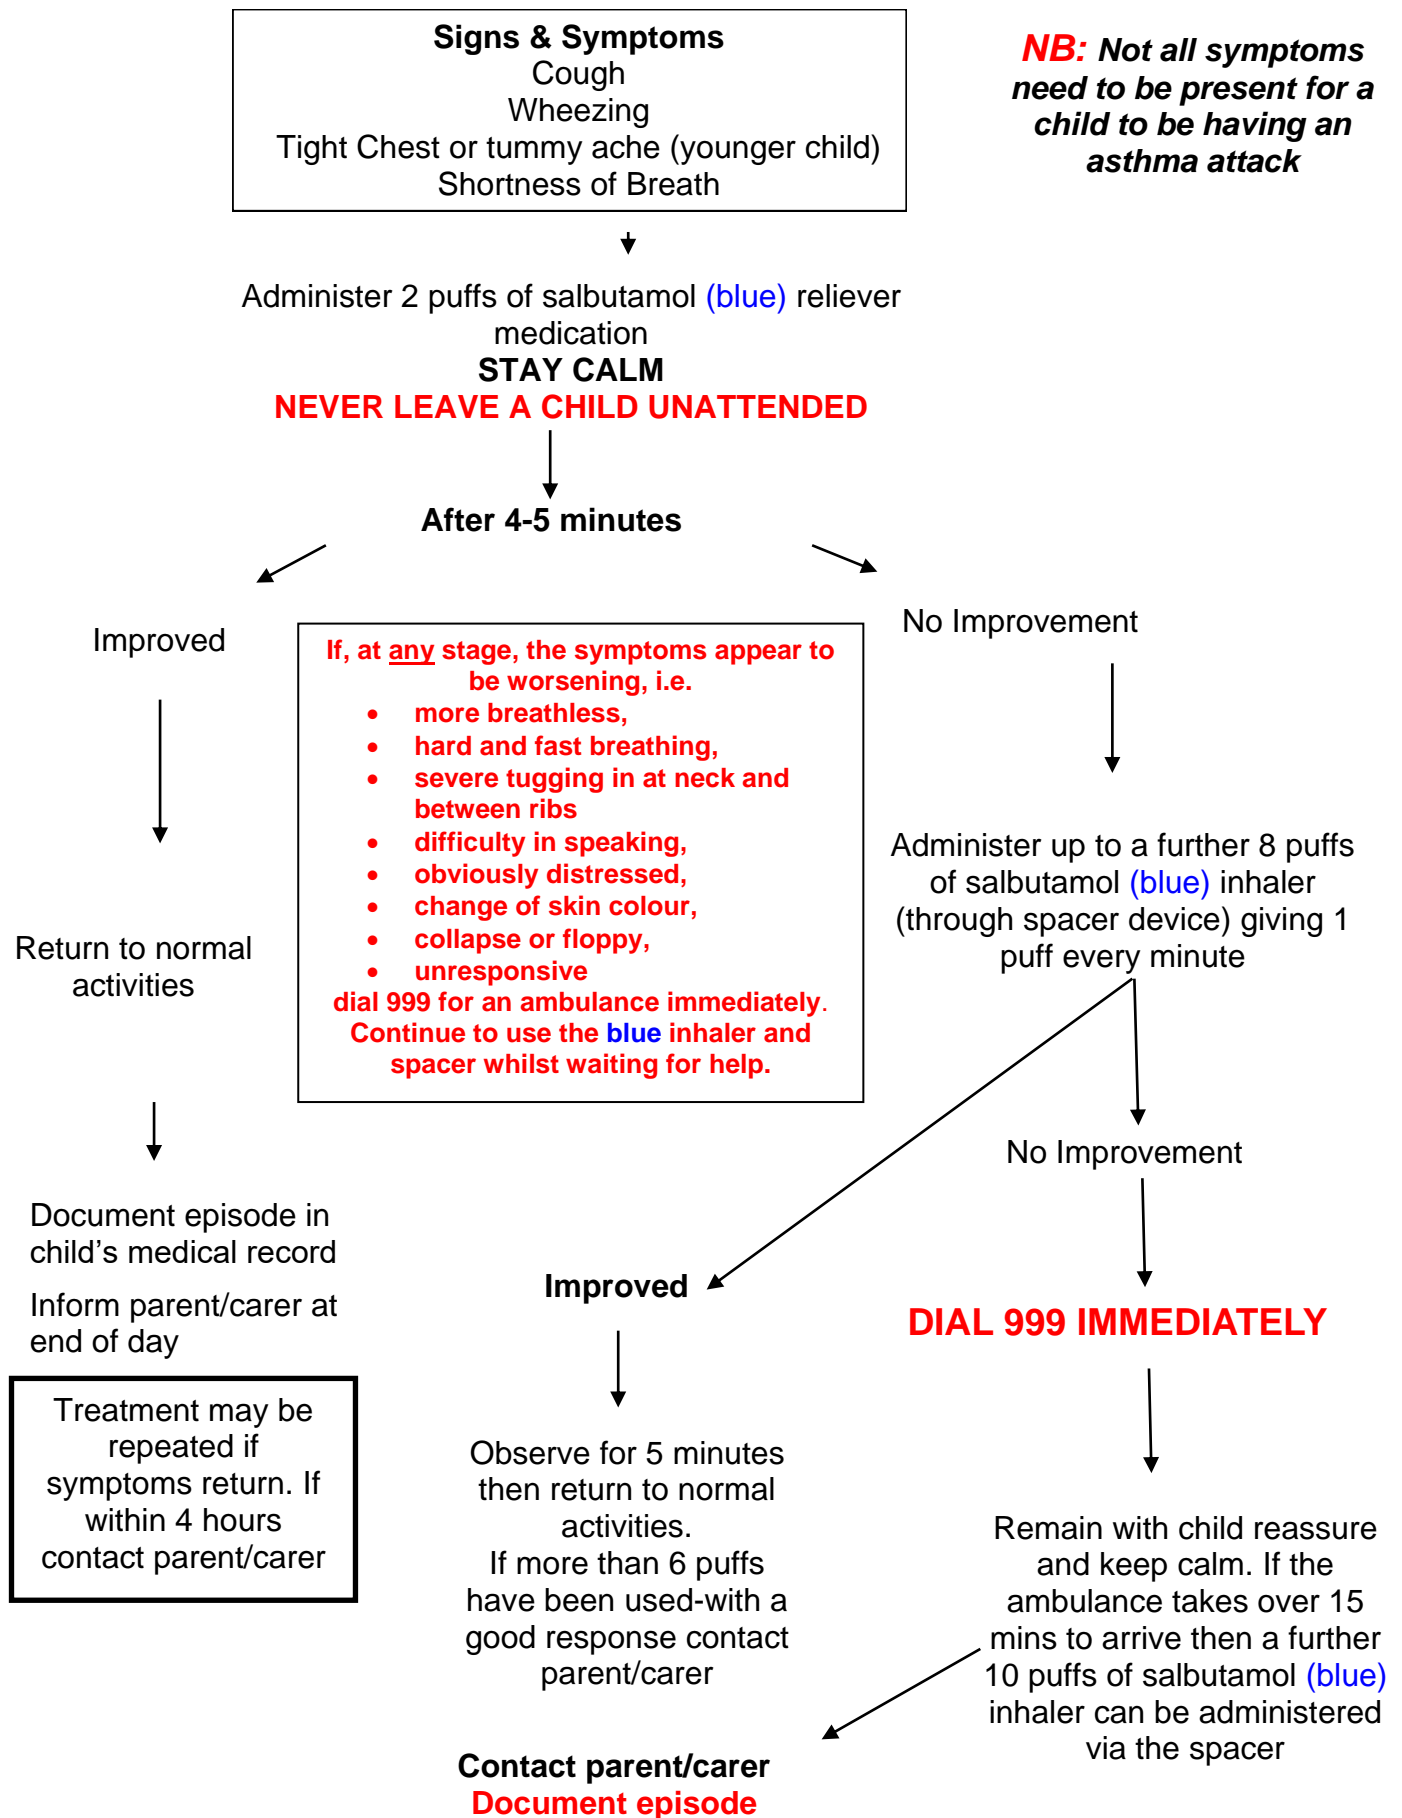 Signs & Symptoms
Cough
Wheezing
Tight Chest or tummy ache (younger child)
Shortness of Breath
NB: Not all symptoms
need to be present for a
child to be having an
asthma attack
Administer 2 puffs of salbutamol (blue) reliever
medication
STAY CALM
NEVER LEAVE A CHILD UNATTENDED
After 4-5 minutes
Improved
Return to normal
activities
Document episode in
child's medical record
Inform parent/carer at
end of day
Treatment may be
repeated if
symptoms return. If
within 4 hours
contact parent/carer
If, at any stage, the symptoms appear to
be worsening, i.e.
• more breathless,
• hard and fast breathing,
• severe tugging in at neck and
between ribs
• difficulty in speaking,
• obviously distressed,
• change of skin colour,
• collapse or floppy,
• unresponsive
dial 999 for an ambulance immediately.
Continue to use the blue inhaler and
spacer whilst waiting for help.
No Improvement
Administer up to a further 8 puffs
of salbutamol (blue) inhaler
(through spacer device) giving 1
puff every minute
Improved
Observe for 5 minutes
then return to normal
activities.
If more than 6 puffs
have been used-with a
good response contact
parent/carer
No Improvement
DIAL 999 IMMEDIATELY
Remain with child reassure
and keep calm. If the
ambulance takes over 15
mins to arrive then a further
10 puffs of salbutamol (blue)
inhaler can be administered
via the spacer
Contact parent/carer
Document episode